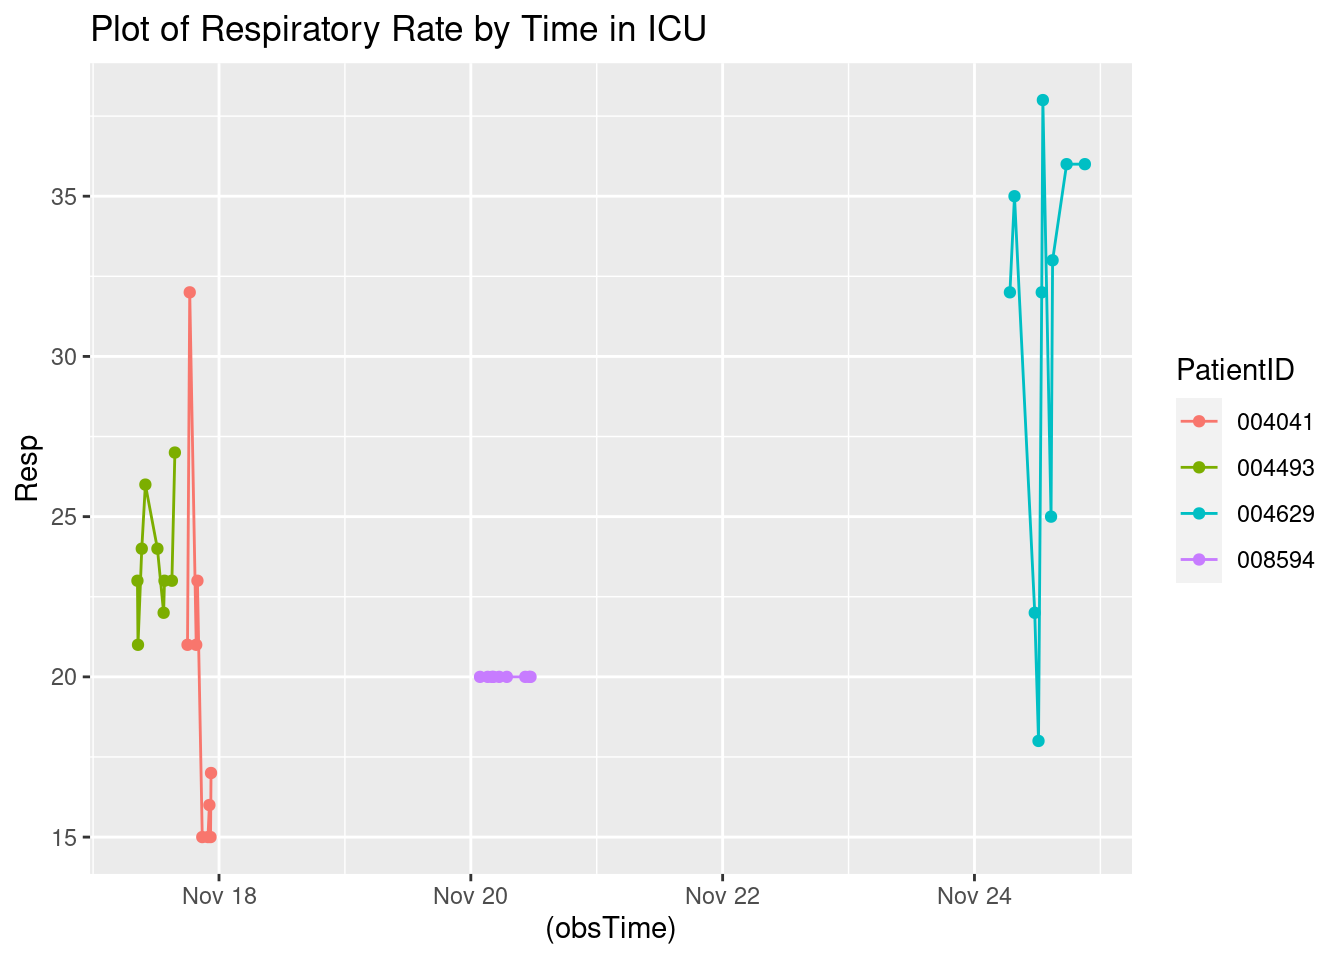 Plot of Respiratory Rate by Time in ICU
35
30
25
20
15
Resp
Nov 18
Nov 20
Nov 22
Nov 24
(obsTime)
PatientID
004041
004493
004629
008594